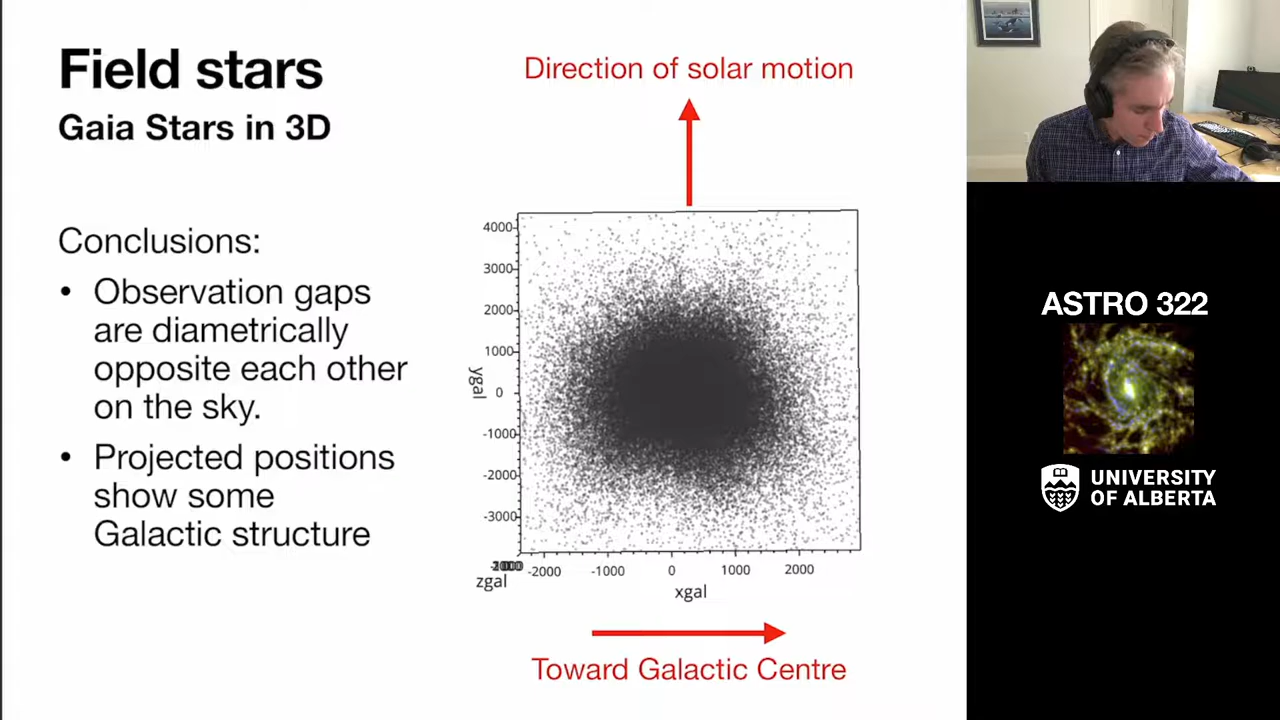 Field stars
Gaia Stars in 3D
Conclusions:
• Observation gaps
are diametrically
opposite each other
on the sky.
• Projected positions
show some
Galactic structure
Direction of solar motion
4000
3000
2000
1000
0
-1000
-2000
-3000
ygal
zgal
-2000
-1000
0
1000
2000
xgal
Toward Galactic Centre
ASTRO 322
UNIVERSITY
OF ALBERTA